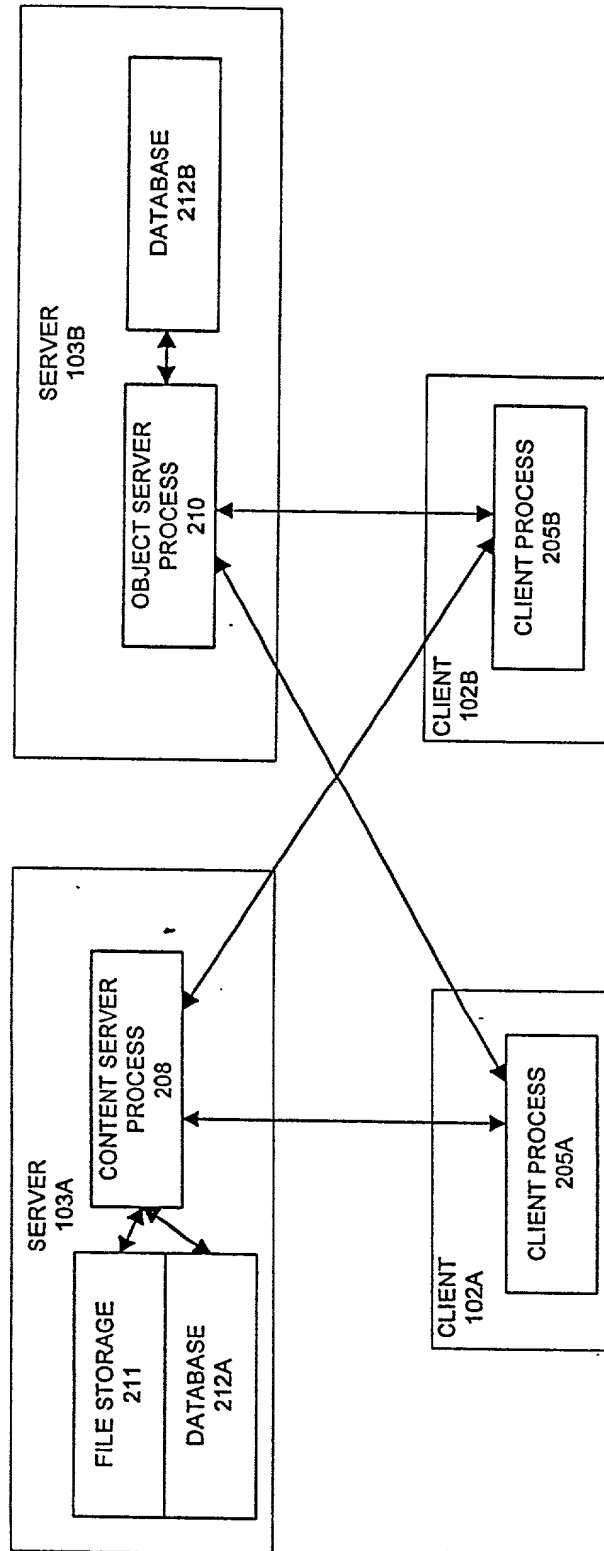 SERVER
103A
FILE STORAGE
211
DATABASE
212A
CONTENT SERVER
PROCESS
208
SERVER
103B
OBJECT SERVER
PROCESS
210
DATABASE
212B
CLIENT
102A
CLIENT PROCESS
205A
CLIENT
102B
CLIENT PROCESS
205B